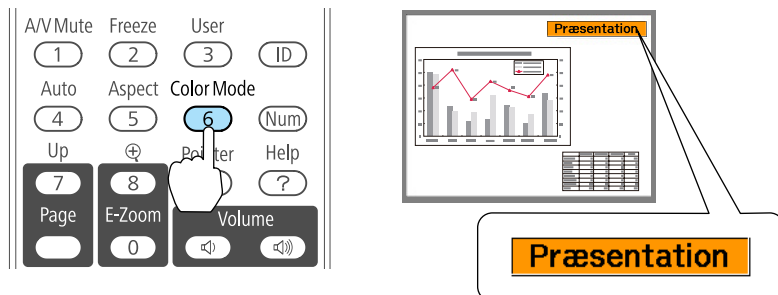 A/V Mute Freeze User
1 2 3 ID
Auto Aspect Color Mode
4 5 6 Num
Up Help
7 8 ?
Page E-Zoom Volume
0
Præsentation
Præsentation